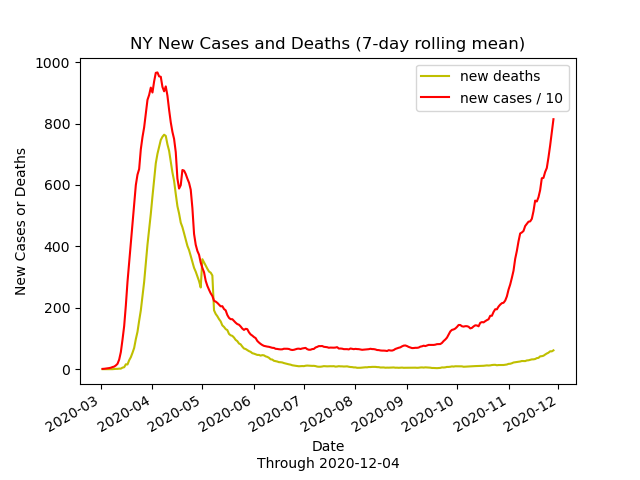 NY New Cases and Deaths (7-day rolling mean)
new deaths
new cases / 10
1000
800
600
400
200
0
New Cases or Deaths
2020-03
2020-04
2020-05
2020-06
2020-07
2020-08
2020-09
2020-10
2020-11
2020-12
Date
Through 2020-12-04